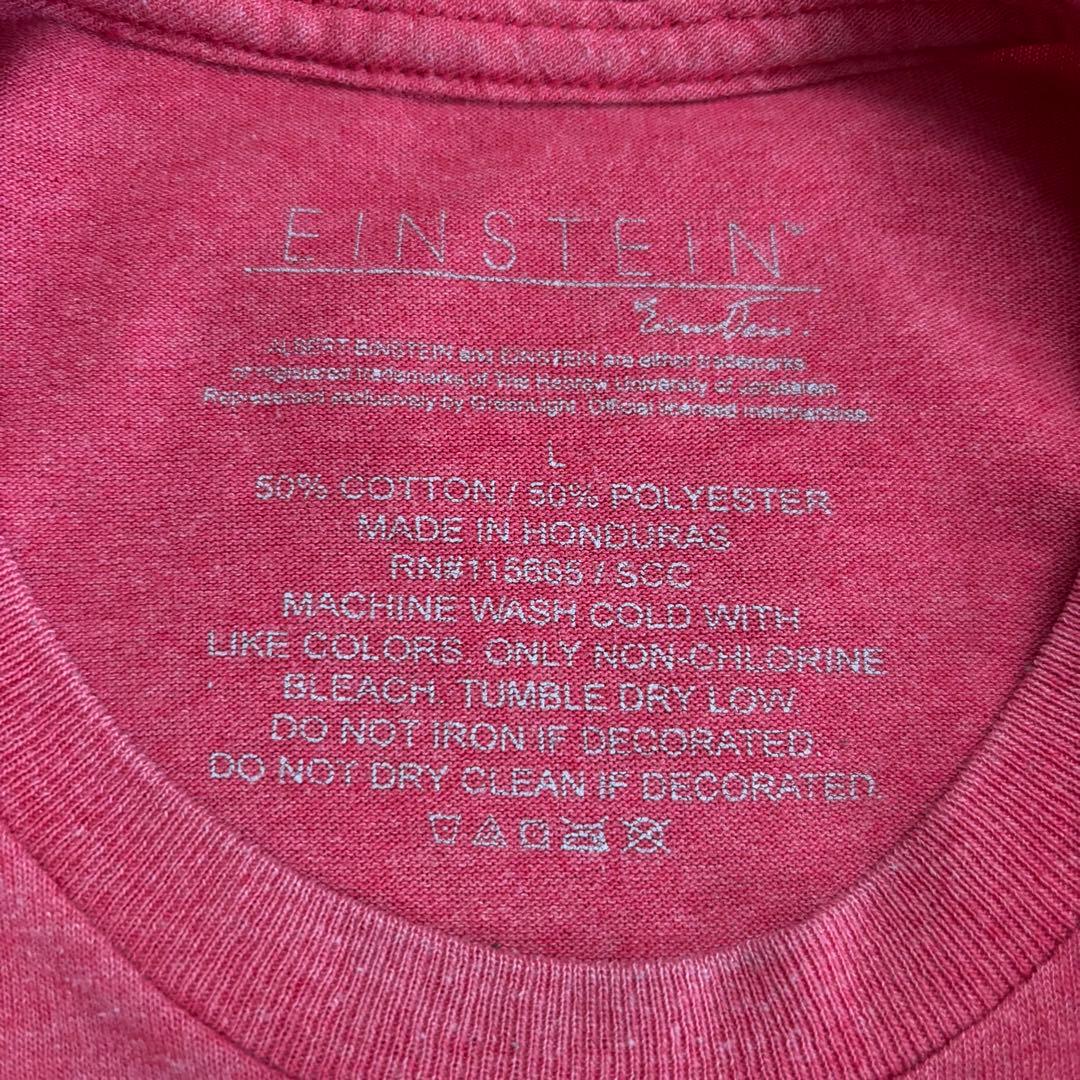 EINSTEIN™
Einstein.
ALBERT EINSTEIN and EINSTEIN are either trademarks
or registered trademarks of The Hebrew University of Jerusalem
Represented exclusively by GreenLight. Official licensed merchandise.
L
50% COTTON / 50% POLYESTER
MADE IN HONDURAS
RN#115665 / SCC
MACHINE WASH COLD WITH
LIKE COLORS. ONLY NON-CHLORINE
BLEACH. TUMBLE DRY LOW
DO NOT IRON IF DECORATED.
DO NOT DRY CLEAN IF DECORATED.